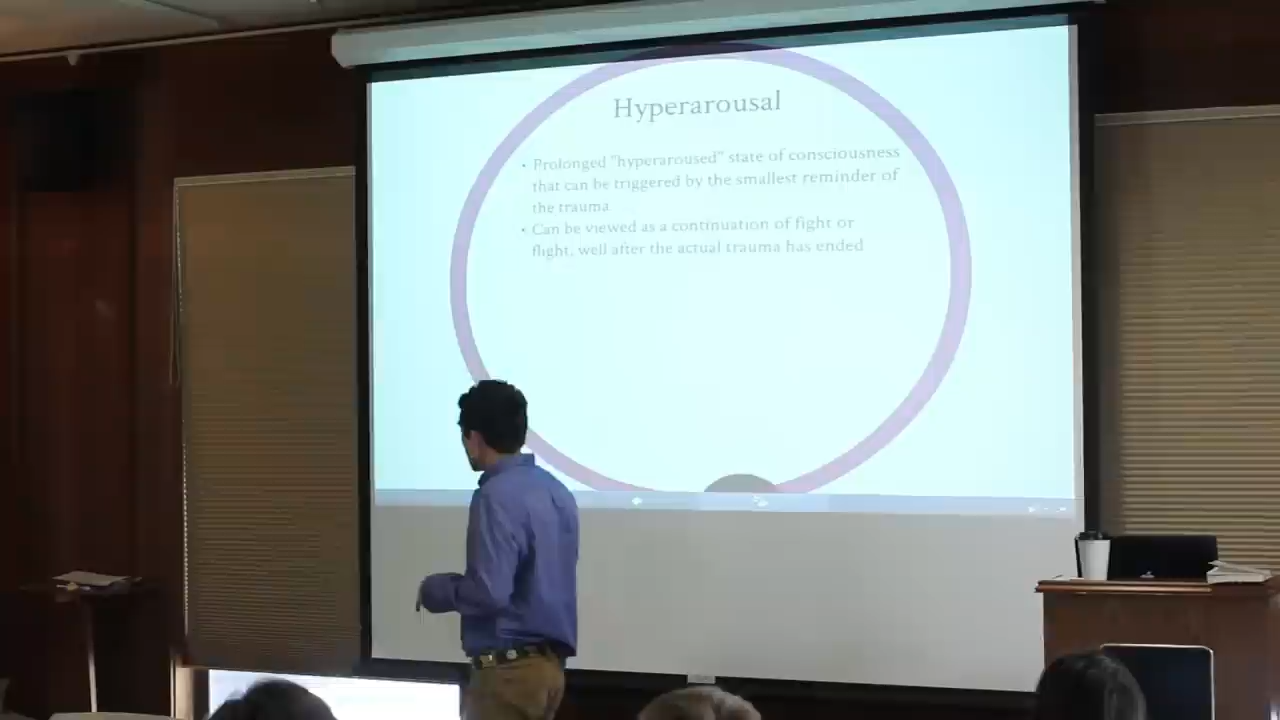 Hyperarousal
• Prolonged "hyperaroused" state of consciousness
that can be triggered by the smallest reminder of
the trauma
• Can be viewed as a continuation of fight or
flight, well after the actual trauma has ended